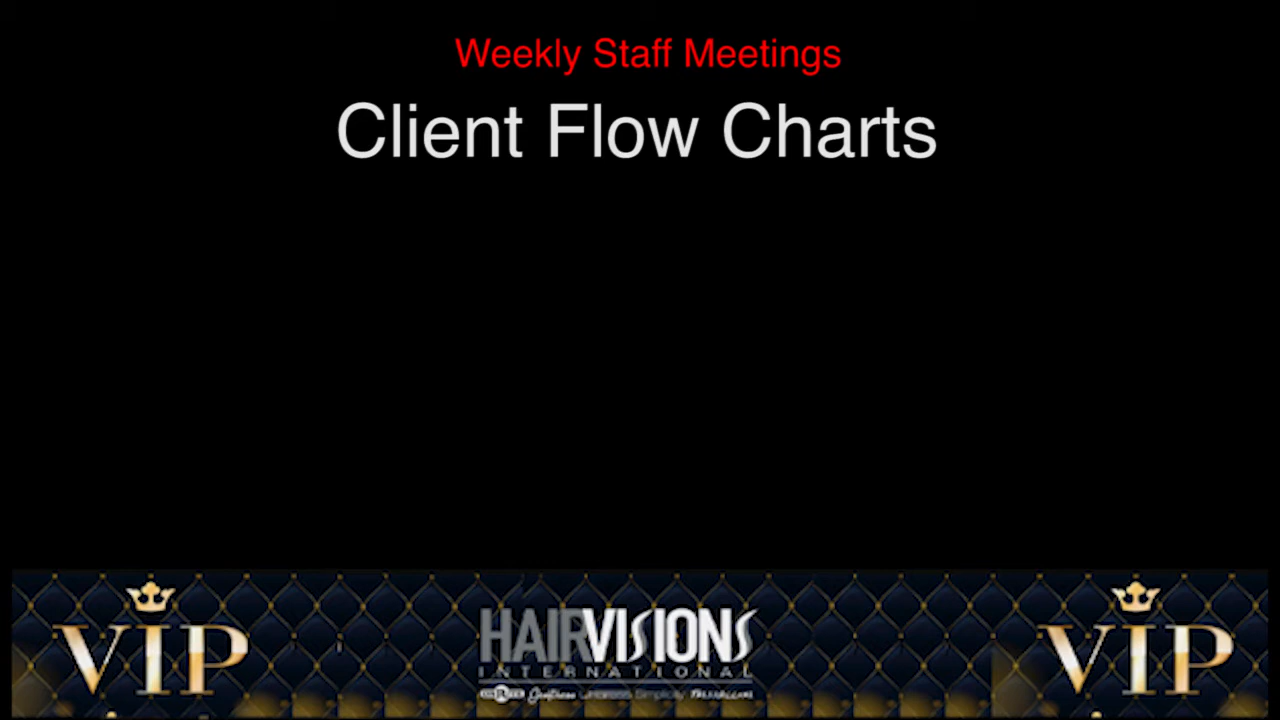 Weekly Staff Meetings
Client Flow Charts
VIP
HAIRVISIONS
INTERNATIONAL
VIP